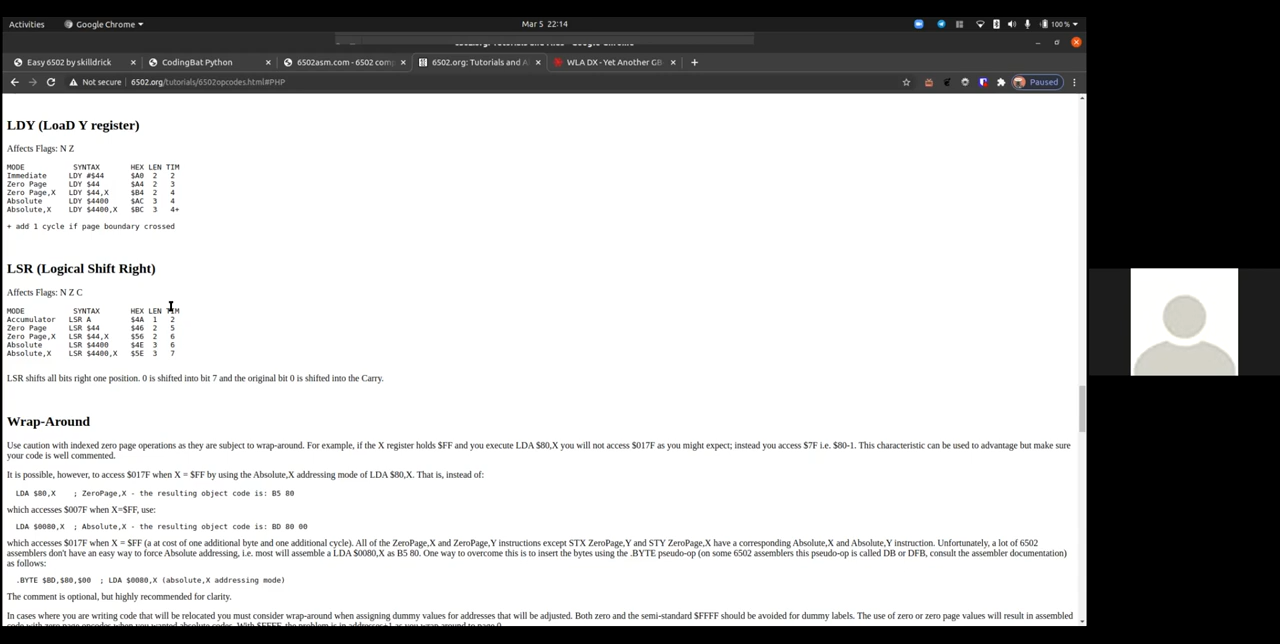 Activities Google Chrome Mar 5 22:14 100 %
Easy 6502 by skilldrick CodingBat Python 6502asm.com - 6502 com 6502.org: Tutorials and A WLA DX - Yet Another GB
Not secure 6502.org/tutorials/6502opcodes.html#PHP Paused
LDY (LoaD Y register)
Affects Flags: N Z
MODE SYNTAX HEX LEN TIM
Immediate LDY #$44 $A0 2 2
Zero Page LDY $44 $A4 2 3
Zero Page,X LDY $44,X $B4 2 4
Absolute LDY $4400 $AC 3 4
Absolute,X LDY $4400,X $BC 3 4+
+ add 1 cycle if page boundary crossed
LSR (Logical Shift Right)
Affects Flags: N Z C
MODE SYNTAX HEX LEN TIM
Accumulator LSR A $4A 1 2
Zero Page LSR $44 $46 2 5
Zero Page,X LSR $44,X $56 2 6
Absolute LSR $4400 $4E 3 6
Absolute,X LSR $4400,X $5E 3 7
LSR shifts all bits right one position. 0 is shifted into bit 7 and the original bit 0 is shifted into the Carry.
Wrap-Around
Use caution with indexed zero page operations as they are subject to wrap-around. For example, if the X register holds $FF and you execute LDA $80,X you will not access $017F as you might expect; instead you access $7F i.e. $80-1. This characteristic can be used to advantage but make sure
your code is well commented.
It is possible, however, to access $017F when X = $FF by using the Absolute,X addressing mode of LDA $80,X. That is, instead of:
LDA $80,X ; ZeroPage,X - the resulting object code is: B5 80
which accesses $007F when X=$FF, use:
LDA $0080,X ; Absolute,X - the resulting object code is: BD 80 00
which accesses $017F when X = $FF (a at cost of one additional byte and one additional cycle). All of the ZeroPage,X and ZeroPage,Y instructions except STX ZeroPage,Y and STY ZeroPage,X have a corresponding Absolute,X and Absolute,Y instruction. Unfortunately, a lot of 6502
assemblers don't have an easy way to force Absolute addressing, i.e. most will assemble a LDA $0080,X as B5 80. One way to overcome this is to insert the bytes using the .BYTE pseudo-op (on some 6502 assemblers this pseudo-op is called DB or DFB, consult the assembler documentation)
as follows:
.BYTE $BD,$80,$00 ; LDA $0080,X (absolute,X addressing mode)
The comment is optional, but highly recommended for clarity.
In cases where you are writing code that will be relocated you must consider wrap-around when assigning dummy values for addresses that will be adjusted. Both zero and the semi-standard $FFFF should be avoided for dummy labels. The use of zero or zero page values will result in assembled